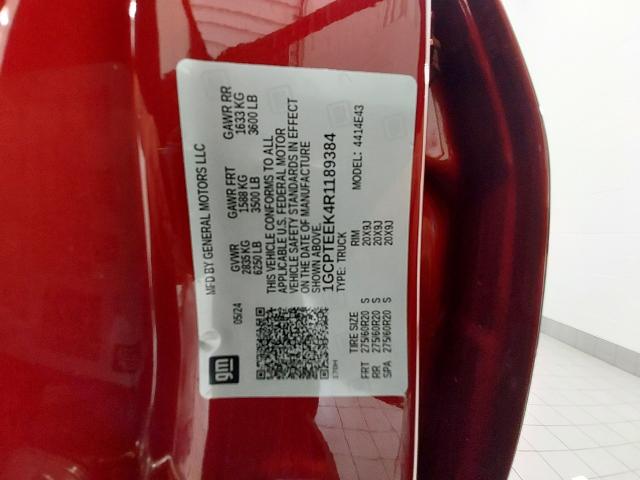 MFD BY GENERAL MOTORS LLC
05/24
GVWR GAWR FRT GAWR RR
2835 KG 1588 KG 1633 KG
6250 LB 3500 LB 3600 LB
THIS VEHICLE CONFORMS TO ALL
APPLICABLE U.S. FEDERAL MOTOR
VEHICLE SAFETY STANDARDS IN EFFECT
ON THE DATE OF MANUFACTURE
SHOWN ABOVE.
1GCPTEEK4R1189384
TYPE: TRUCK MODEL: 4414E43
gm
TIRE SIZE RIM
FRT 275/60R20 S 20X9J
RR 275/60R20 S 20X9J
SPA 275/60R20 S 20X9J